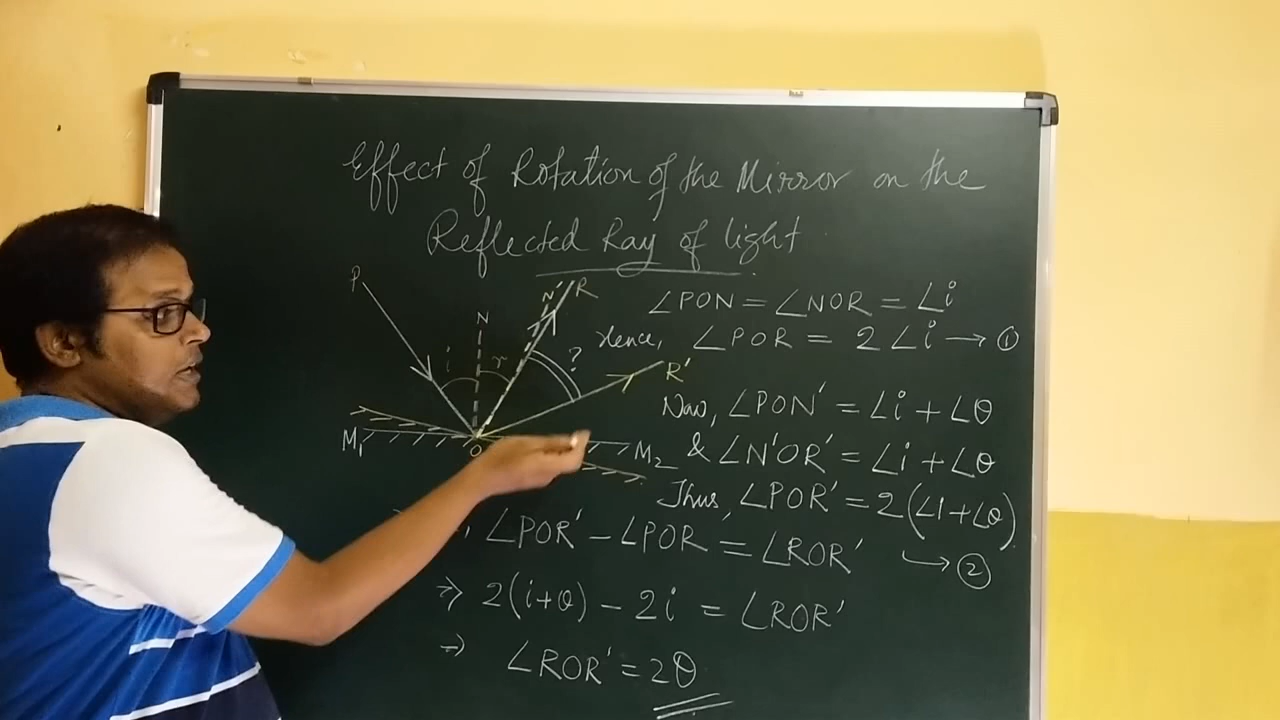 Effect of Rotation of the Mirror on the
Reflected Ray of light
P
N
N'
R
i
r
?
R'
M₁
O
M₂
∠PON = ∠NOR = ∠i
Hence, ∠POR = 2∠i → ①
Now, ∠PON' = ∠i + ∠θ
& ∠N'OR' = ∠i + ∠θ
Thus, ∠POR' = 2(∠i + ∠θ)
→ ②
, ∠POR' − ∠POR = ∠ROR'
⇒ 2(i+θ) − 2i = ∠ROR'
⇒ ∠ROR' = 2θ